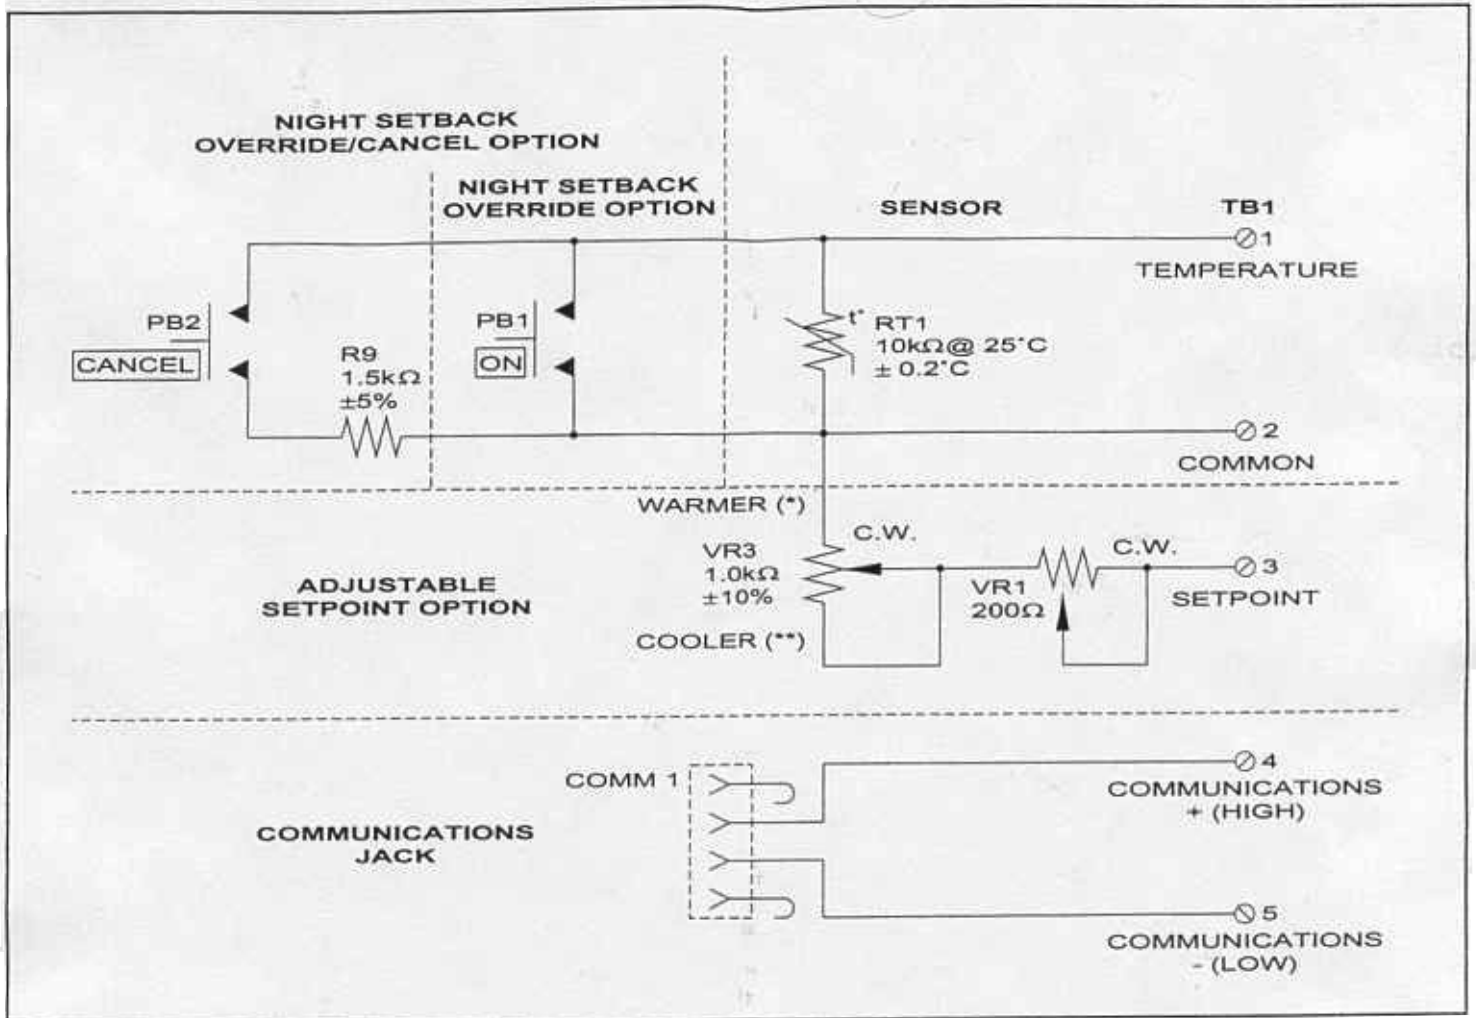 NIGHT SETBACK
OVERRIDE/CANCEL OPTION
NIGHT SETBACK
OVERRIDE OPTION
SENSOR
TB1
1
TEMPERATURE
PB2
CANCEL
R9
1.5kΩ
±5%
PB1
ON
t°
RT1
10kΩ@ 25°C
± 0.2°C
2
COMMON
WARMER (*)
C.W.
VR3
1.0kΩ
±10%
COOLER (**)
ADJUSTABLE
SETPOINT OPTION
C.W.
VR1
200Ω
3
SETPOINT
COMM 1
COMMUNICATIONS
JACK
4
COMMUNICATIONS
+ (HIGH)
5
COMMUNICATIONS
- (LOW)